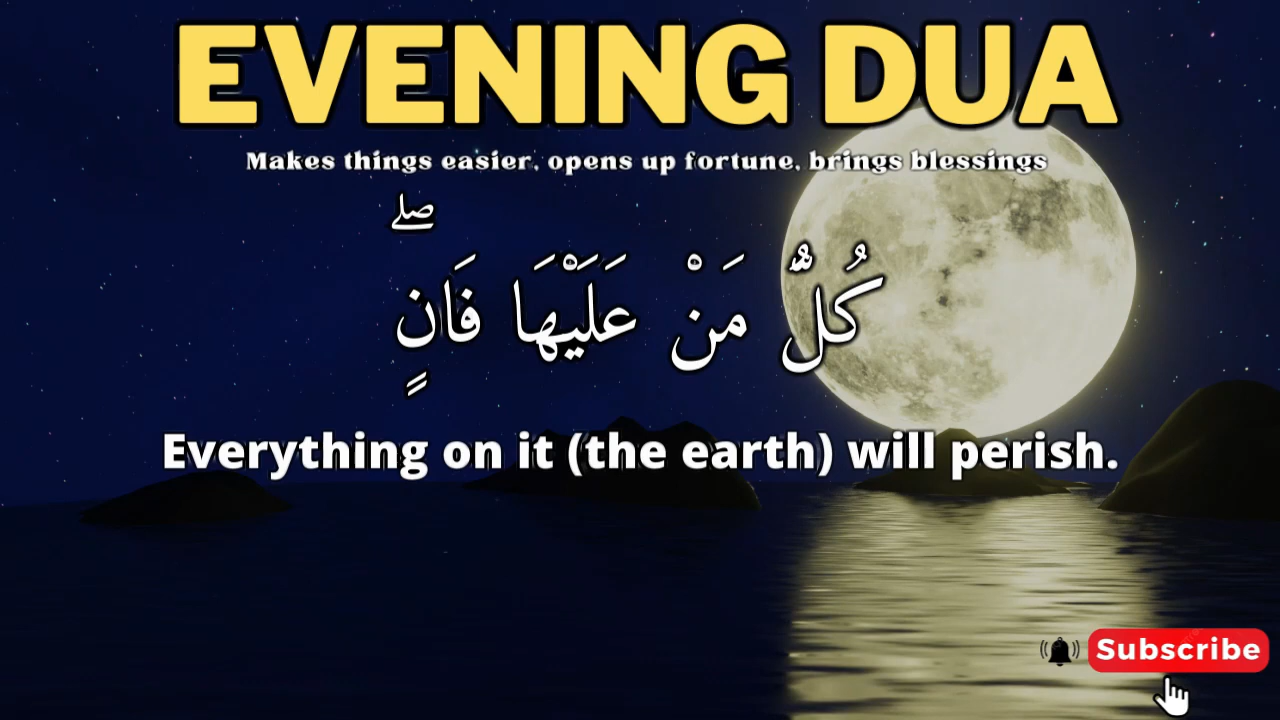 EVENING DUA
Makes things easier, opens up fortune, brings blessings
كُلُّ مَنْ عَلَيْهَا فَانٍ ۖ
Everything on it (the earth) will perish.
Subscribe